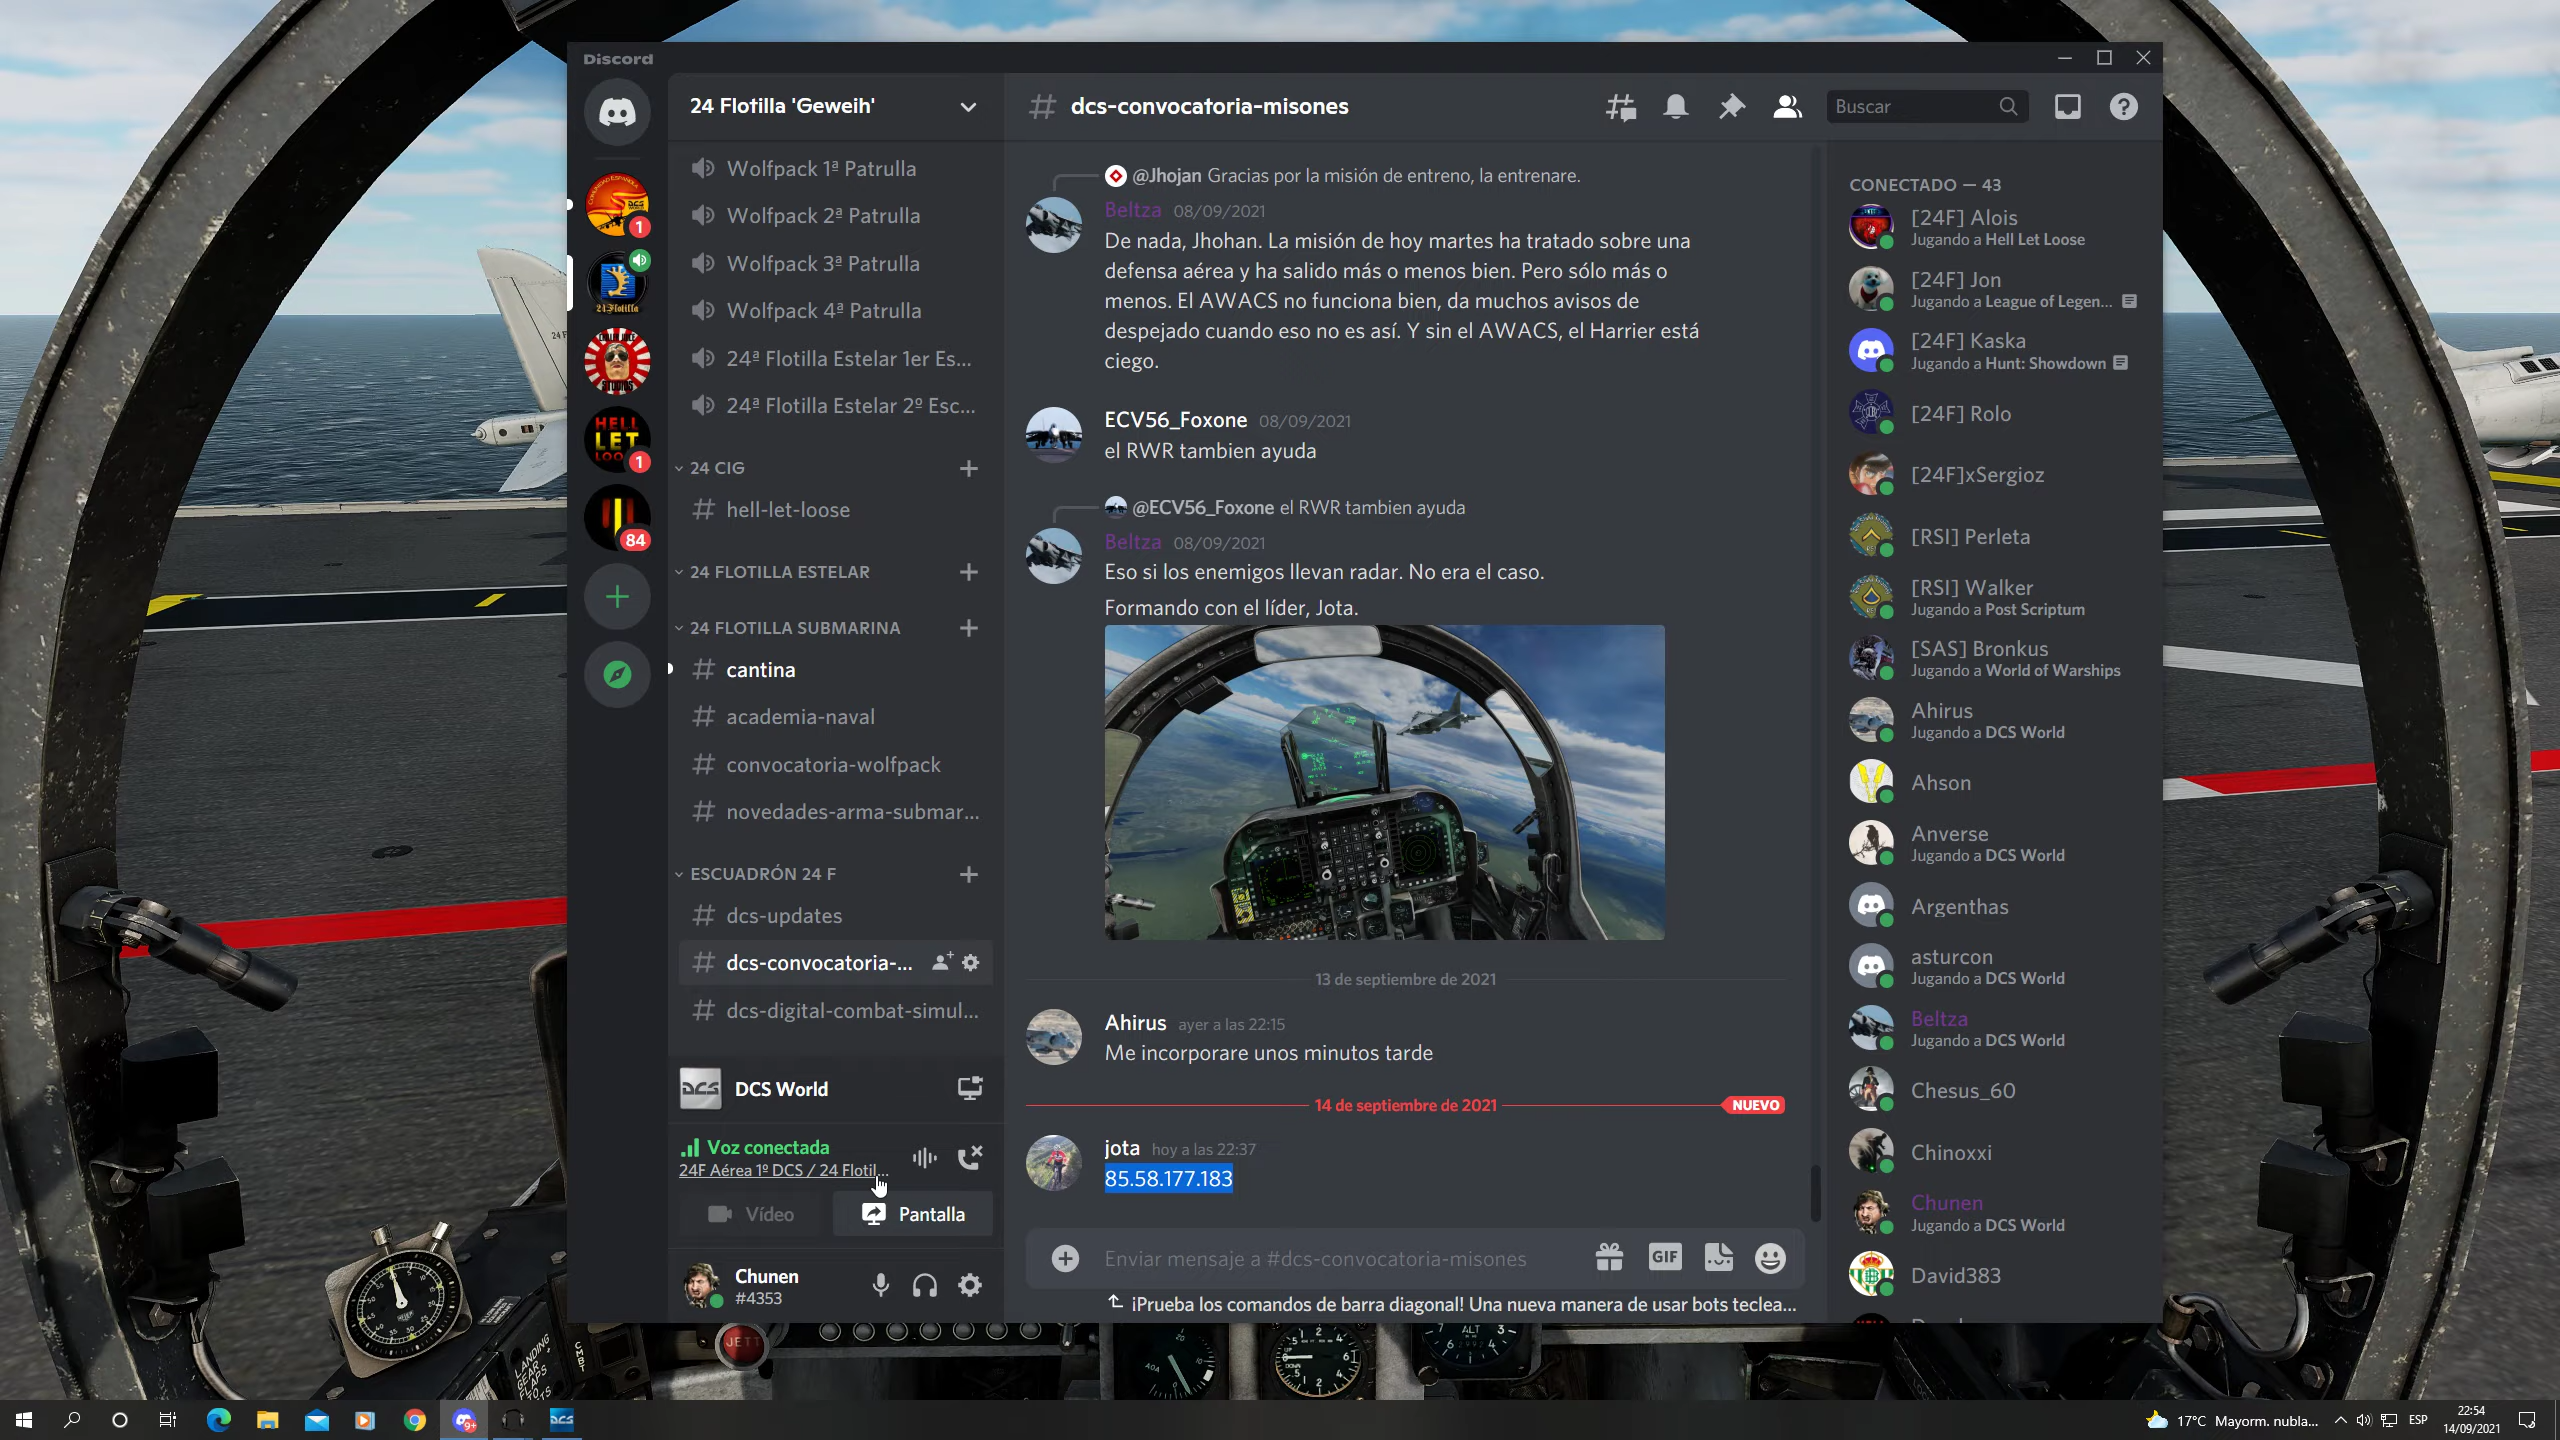 Discord
24 Flotilla 'Geweih'
Wolfpack 1ª Patrulla
Wolfpack 2ª Patrulla
Wolfpack 3ª Patrulla
Wolfpack 4ª Patrulla
24ª Flotilla Estelar 1er Es...
24ª Flotilla Estelar 2º Esc...
24 CIG
hell-let-loose
24 FLOTILLA ESTELAR
24 FLOTILLA SUBMARINA
cantina
academia-naval
convocatoria-wolfpack
novedades-arma-submar...
ESCUADRÓN 24 F
dcs-updates
dcs-convocatoria-...
dcs-digital-combat-simul...
DCS World
Voz conectada
24F Aérea 1º DCS / 24 Flotil...
Vídeo
Pantalla
Chunen
#4353
1
24Flotilla
HELL
LET
1
84
dcs-convocatoria-misones
Buscar
@Jhojan Gracias por la misión de entreno, la entrenare.
Beltza 08/09/2021
De nada, Jhohan. La misión de hoy martes ha tratado sobre una
defensa aérea y ha salido más o menos bien. Pero sólo más o
menos. El AWACS no funciona bien, da muchos avisos de
despejado cuando eso no es así. Y sin el AWACS, el Harrier está
ciego.
ECV56_Foxone 08/09/2021
el RWR tambien ayuda
@ECV56_Foxone el RWR tambien ayuda
Beltza 08/09/2021
Eso si los enemigos llevan radar. No era el caso.
Formando con el líder, Jota.
13 de septiembre de 2021
Ahirus ayer a las 22:15
Me incorporare unos minutos tarde
14 de septiembre de 2021
NUEVO
jota hoy a las 22:37
85.58.177.183
Enviar mensaje a #dcs-convocatoria-misones
GIF
¡Prueba los comandos de barra diagonal! Una nueva manera de usar bots teclea...
CONECTADO — 43
[24F] Alois
Jugando a Hell Let Loose
[24F] Jon
Jugando a League of Legen...
[24F] Kaska
Jugando a Hunt: Showdown
[24F] Rolo
[24F]xSergioz
[RSI] Perleta
[RSI] Walker
Jugando a Post Scriptum
[SAS] Bronkus
Jugando a World of Warships
Ahirus
Jugando a DCS World
Ahson
Anverse
Jugando a DCS World
Argenthas
asturcon
Jugando a DCS World
Beltza
Jugando a DCS World
Chesus_60
Chinoxxi
Chunen
Jugando a DCS World
David383
JETT
LANDING
GEAR
FLAPS
CMBT
AOA
DOWN
ALT
17°C Mayorm. nubla...
ESP
22:54
14/09/2021